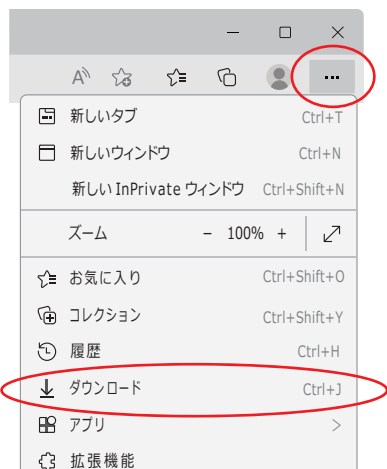 新しいタブ Ctrl+T
新しいウィンドウ Ctrl+N
新しい InPrivate ウィンドウ Ctrl+Shift+N
ズーム − 100% +
お気に入り Ctrl+Shift+O
コレクション Ctrl+Shift+Y
履歴 Ctrl+H
ダウンロード Ctrl+J
アプリ
拡張機能